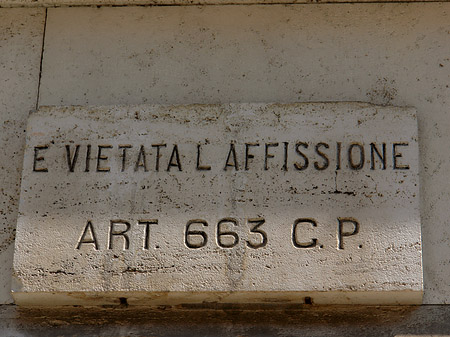 E VIETATA L AFFISSIONE
ART. 663 C.P.